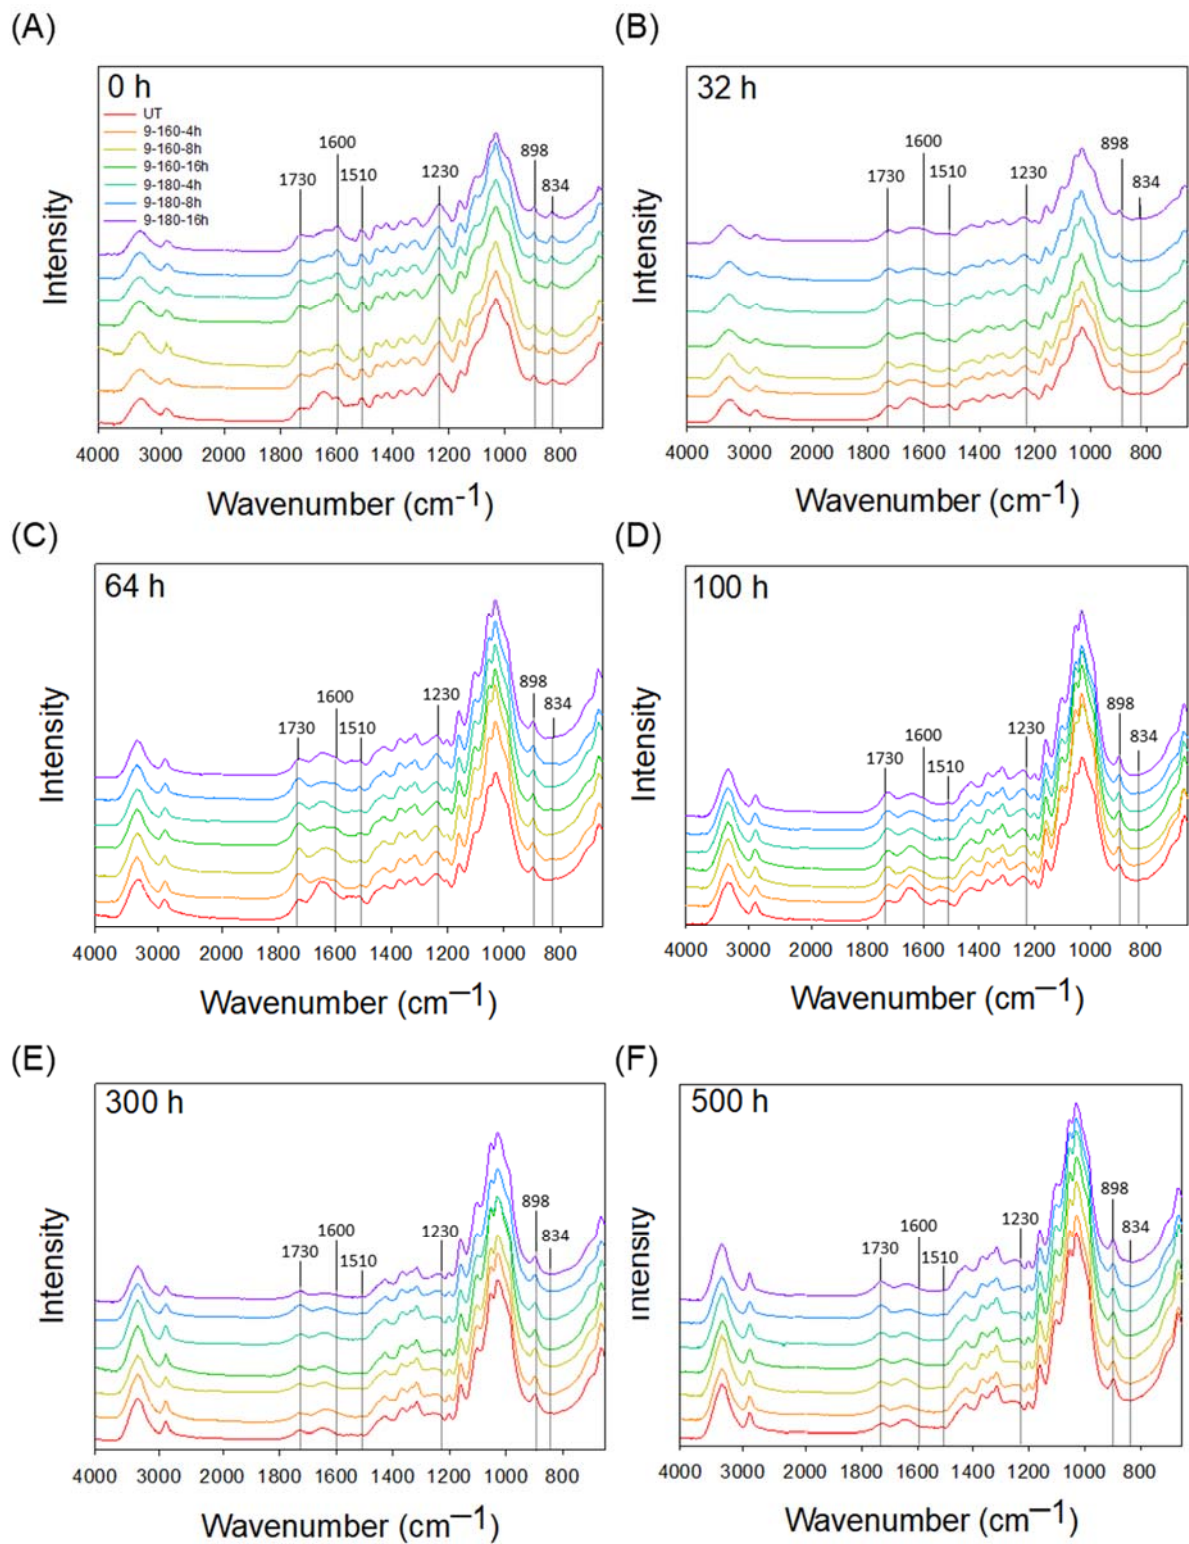 (A)
0 h
UT
9-160-4h
9-160-8h
9-160-16h
9-180-4h
9-180-8h
9-180-16h
1730
1600
1510
1230
898
834
Intensity
4000 3000 2000 1800 1600 1400 1200 1000 800
Wavenumber (cm-1)
(B)
32 h
1730
1600
1510
1230
898
834
Intensity
4000 3000 2000 1800 1600 1400 1200 1000 800
Wavenumber (cm-1)
(C)
64 h
1730
1600
1510
1230
898
834
Intensity
4000 3000 2000 1800 1600 1400 1200 1000 800
Wavenumber (cm—1)
(D)
100 h
1730
1600
1510
1230
898
834
Intensity
4000 3000 2000 1800 1600 1400 1200 1000 800
Wavenumber (cm—1)
(E)
300 h
1730
1600
1510
1230
898
834
Intensity
4000 3000 2000 1800 1600 1400 1200 1000 800
Wavenumber (cm—1)
(F)
500 h
1730
1600
1510
1230
898
834
Intensity
4000 3000 2000 1800 1600 1400 1200 1000 800
Wavenumber (cm—1)